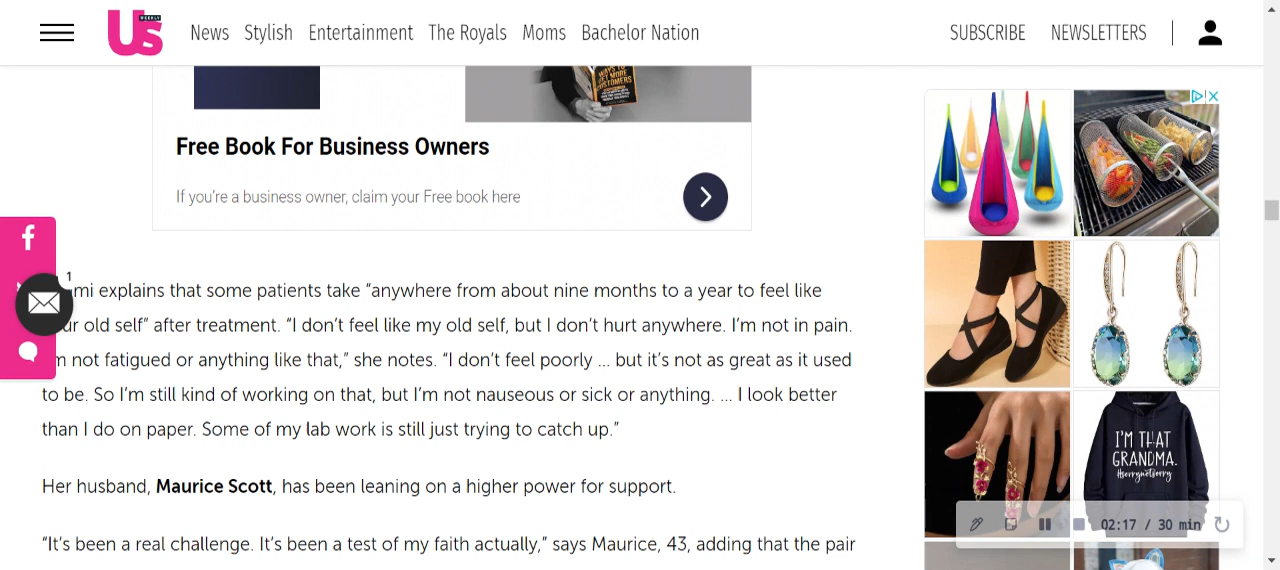 Us WEEKLY
News Stylish Entertainment The Royals Moms Bachelor Nation
SUBSCRIBE NEWSLETTERS
WAYS TO
GET MORE
CUSTOMERS
Free Book For Business Owners
If you're a business owner, claim your Free book here
1
mi explains that some patients take “anywhere from about nine months to a year to feel like
ur old self” after treatment. “I don’t feel like my old self, but I don’t hurt anywhere. I’m not in pain.
I’m not fatigued or anything like that,” she notes. “I don’t feel poorly … but it’s not as great as it used
to be. So I’m still kind of working on that, but I’m not nauseous or sick or anything. … I look better
than I do on paper. Some of my lab work is still just trying to catch up.”
Her husband, Maurice Scott, has been leaning on a higher power for support.
“It’s been a real challenge. It’s been a test of my faith actually,” says Maurice, 43, adding that the pair
I'M THAT
GRANDMA.
#sorrynotsorry
02:17 / 30 min